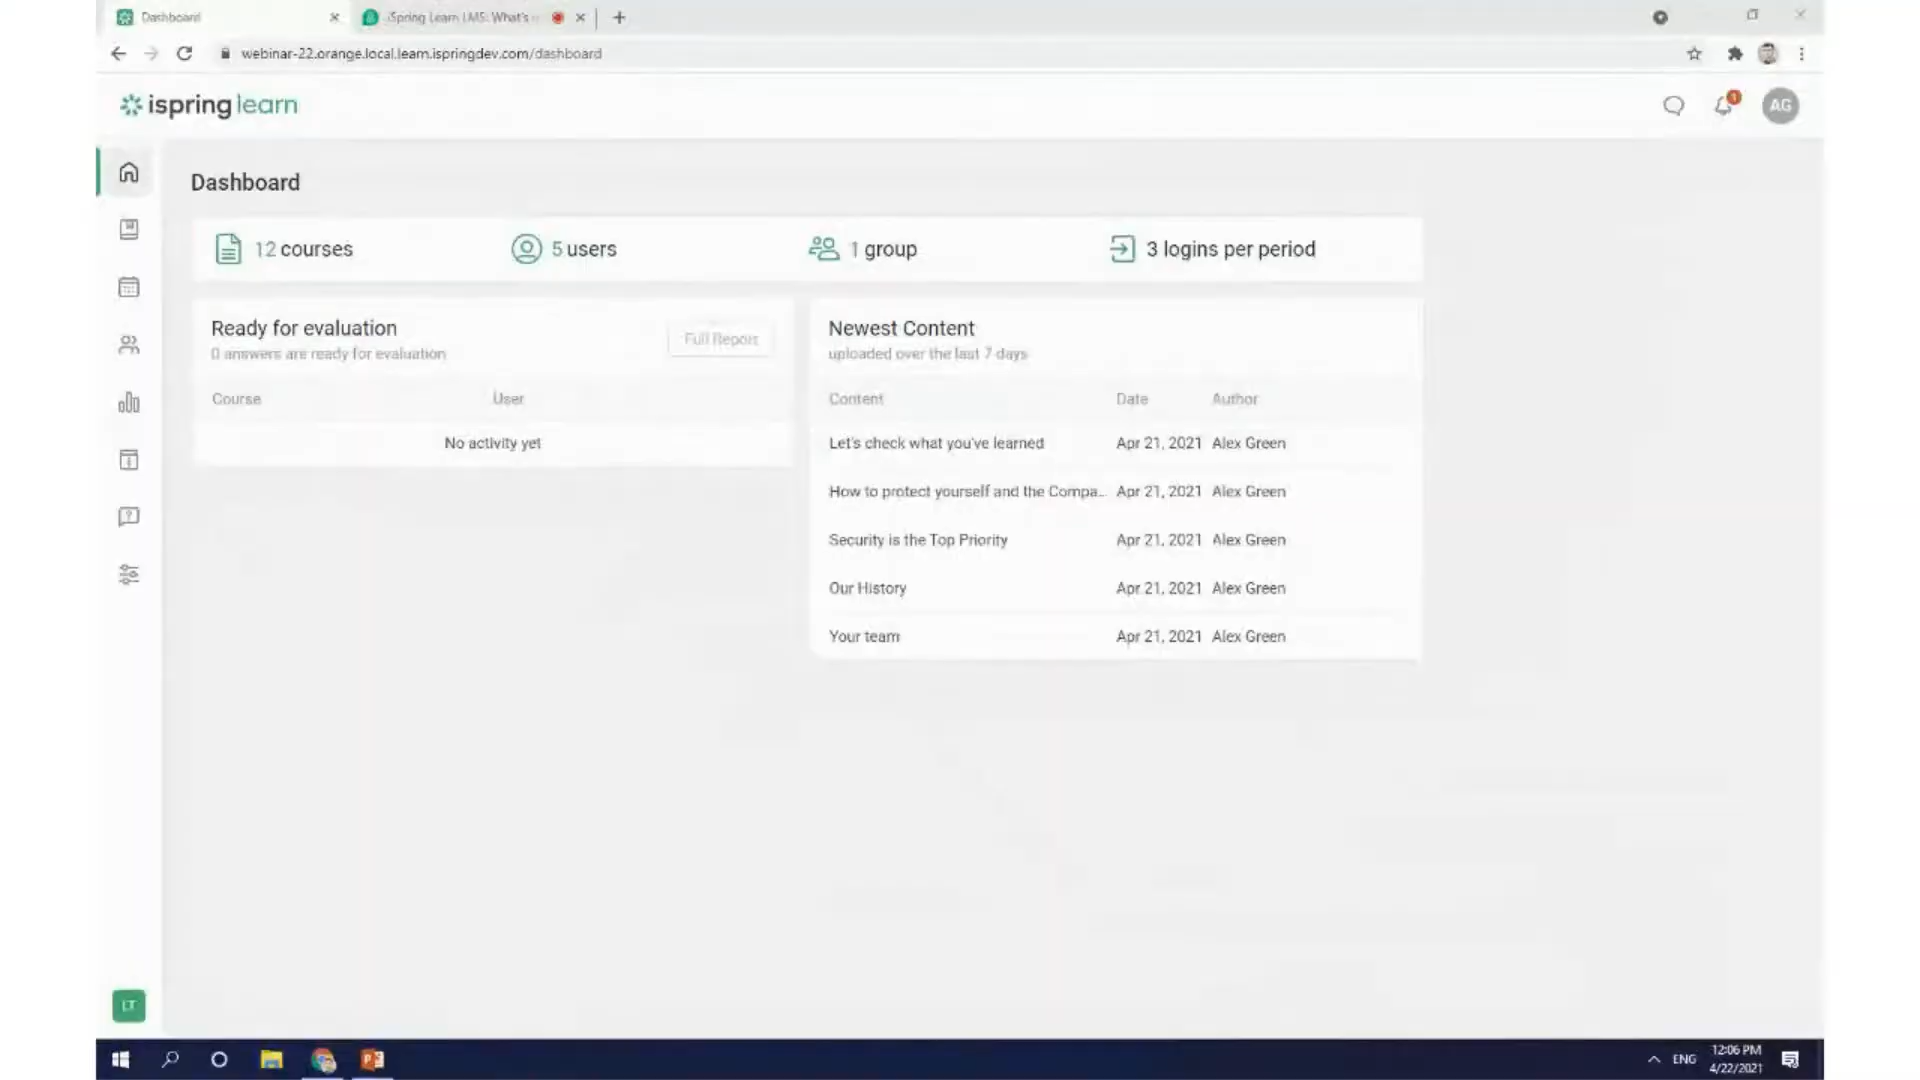 Dashboard
iSpring Learn LMS: What's
webinar-22.orange.local.learn.ispringdev.com/dashboard
ispring learn
1
AG
Dashboard
12 courses
5 users
1 group
3 logins per period
Ready for evaluation
0 answers are ready for evaluation
Full Report
Course User
No activity yet
Newest Content
uploaded over the last 7 days
Content Date Author
Let's check what you've learned Apr 21, 2021 Alex Green
How to protect yourself and the Compa... Apr 21, 2021 Alex Green
Security is the Top Priority Apr 21, 2021 Alex Green
Our History Apr 21, 2021 Alex Green
Your team Apr 21, 2021 Alex Green
LT
ENG
12:06 PM
4/22/2021